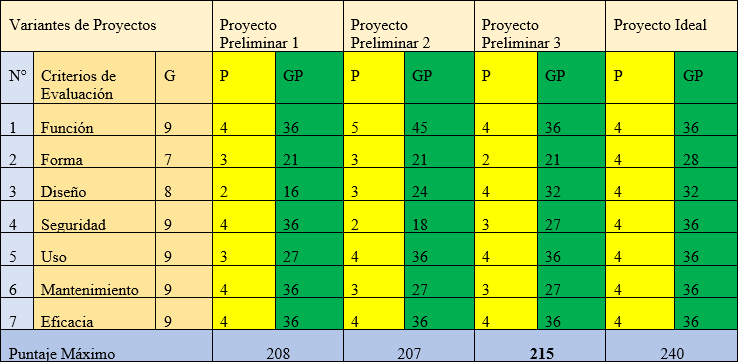 Variantes de Proyectos Proyecto Preliminar 1 Proyecto Preliminar 2 Proyecto Preliminar 3 Proyecto Ideal
N° Criterios de Evaluación G P GP P GP P GP P GP
1 Función 9 4 36 5 45 4 36 4 36
2 Forma 7 3 21 3 21 2 21 4 28
3 Diseño 8 2 16 3 24 4 32 4 32
4 Seguridad 9 4 36 2 18 3 27 4 36
5 Uso 9 3 27 4 36 4 36 4 36
6 Mantenimiento 9 4 36 3 27 3 27 4 36
7 Eficacia 9 4 36 4 36 4 36 4 36
Puntaje Máximo 208 207 215 240